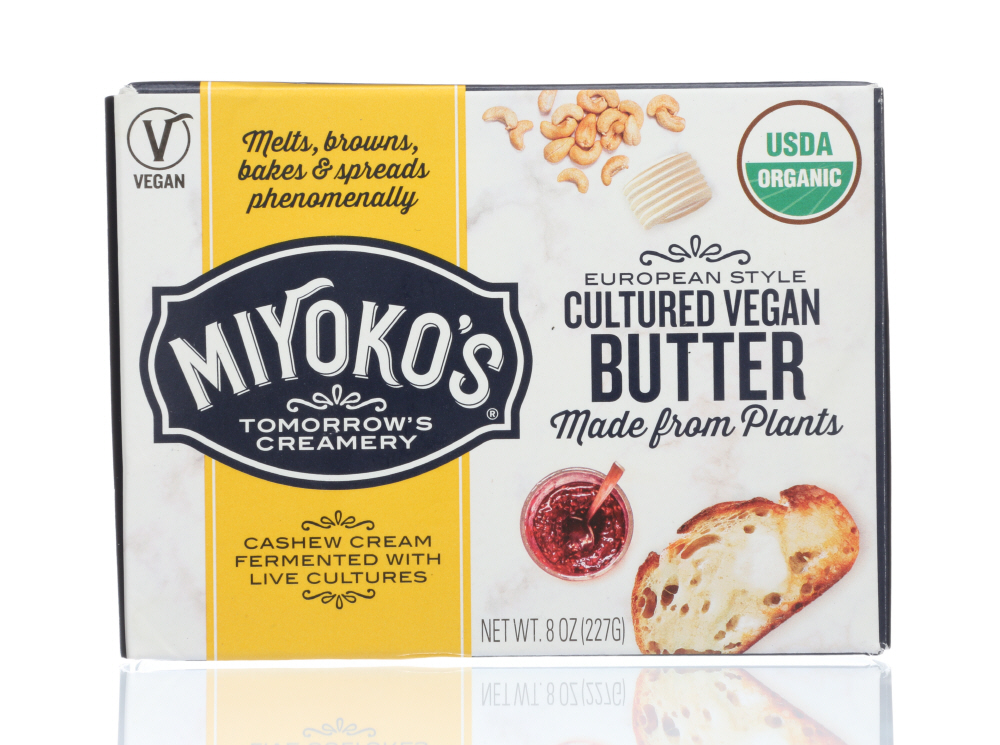 VEGAN
Melts, browns,
bakes & spreads
phenomenally
USDA
ORGANIC
MIYOKO'S®
TOMORROW'S
CREAMERY
EUROPEAN STYLE
CULTURED VEGAN
BUTTER
Made from Plants
CASHEW CREAM
FERMENTED WITH
LIVE CULTURES
NET WT. 8 OZ (227G)